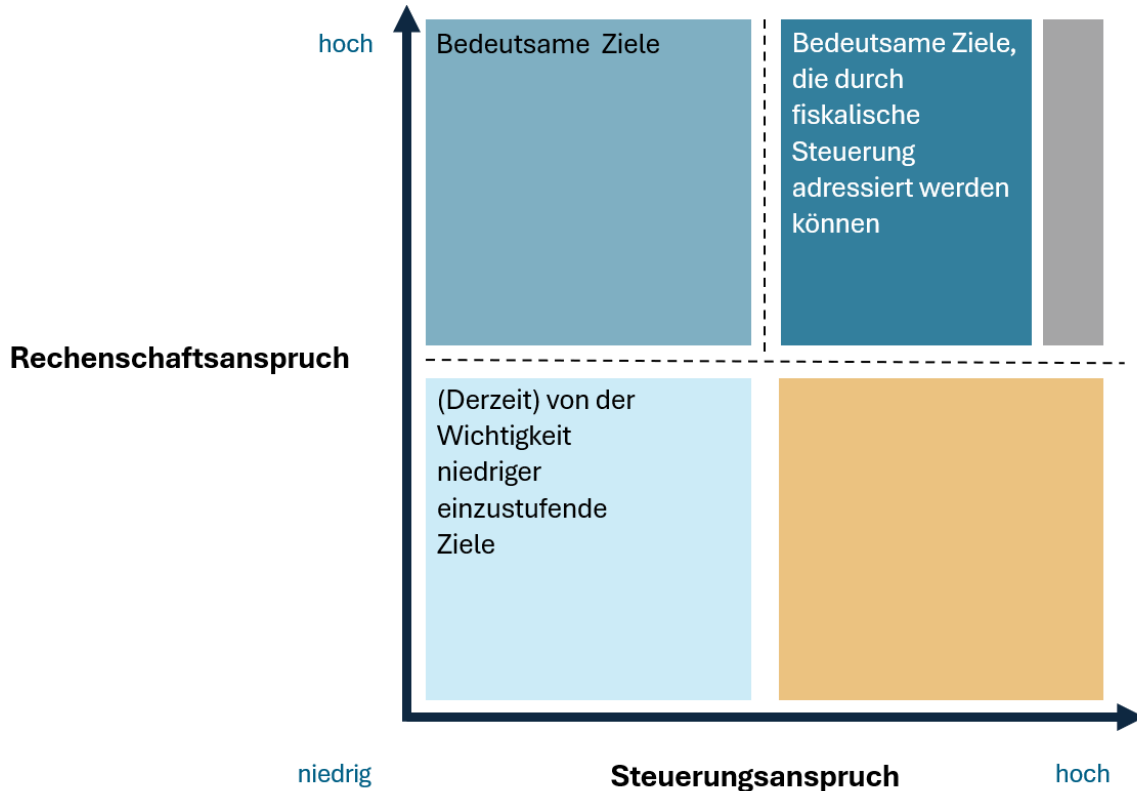 hoch
Bedeutsame Ziele
Bedeutsame Ziele,
die durch
fiskalische
Steuerung
adressiert werden
können
Rechenschaftsanspruch
(Derzeit) von der
Wichtigkeit
niedriger
einzustufende
Ziele
niedrig
Steuerungsanspruch
hoch